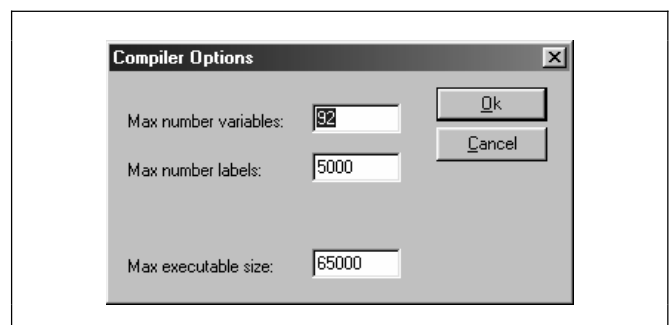 Compiler Options
Max number variables: 92
Ok
Cancel
Max number labels: 5000
Max executable size: 65000